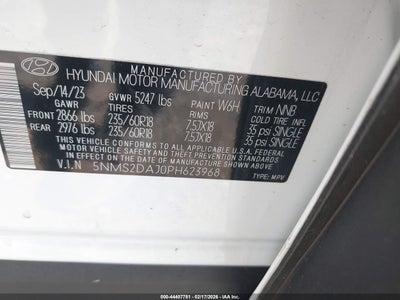 MANUFACTURED BY
HYUNDAI MOTOR MANUFACTURING ALABAMA, LLC
Sep/14/23 GVWR 5247 lbs PAINT W6H TRIM NNB
GAWR TIRES RIMS COLD TIRE INFL
FRONT 2866 lbs 235/60R18 7.5JX18 35 psi SINGLE
REAR 2976 lbs 235/60R18 7.5JX18 35 psi SINGLE
THIS VEHICLE CONFORMS TO ALL APPLICABLE U.S.A. FEDERAL
MOTOR VEHICLE SAFETY, BUMPER, AND THEFT PREVENTION
STANDARDS IN EFFECT ON THE DATE OF MANUFACTURE SHOWN ABOVE.
V.I.N 5NMS2DAJ0PH623968 TYPE: MPV
000-44407781 - 02/17/2026 - IAAI.COM